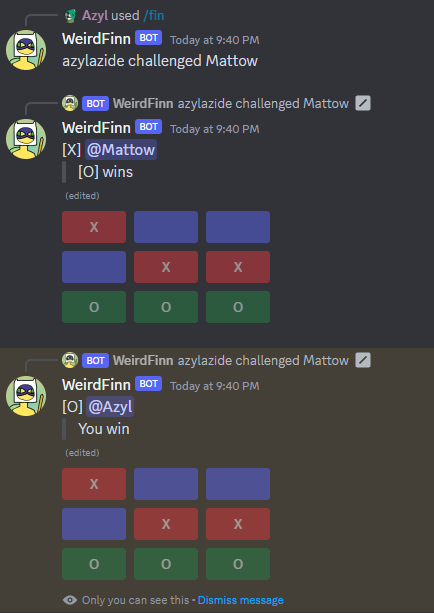 Azyl used /fin
WeirdFinn BOT Today at 9:40 PM
azylazide challenged Mattow
BOT WeirdFinn azylazide challenged Mattow
WeirdFinn BOT Today at 9:40 PM
[X] @Mattow
[O] wins
(edited)
X
X X
O O O
BOT WeirdFinn azylazide challenged Mattow
WeirdFinn BOT Today at 9:40 PM
[O] @Azyl
You win
(edited)
X
X X
O O O
Only you can see this • Dismiss message